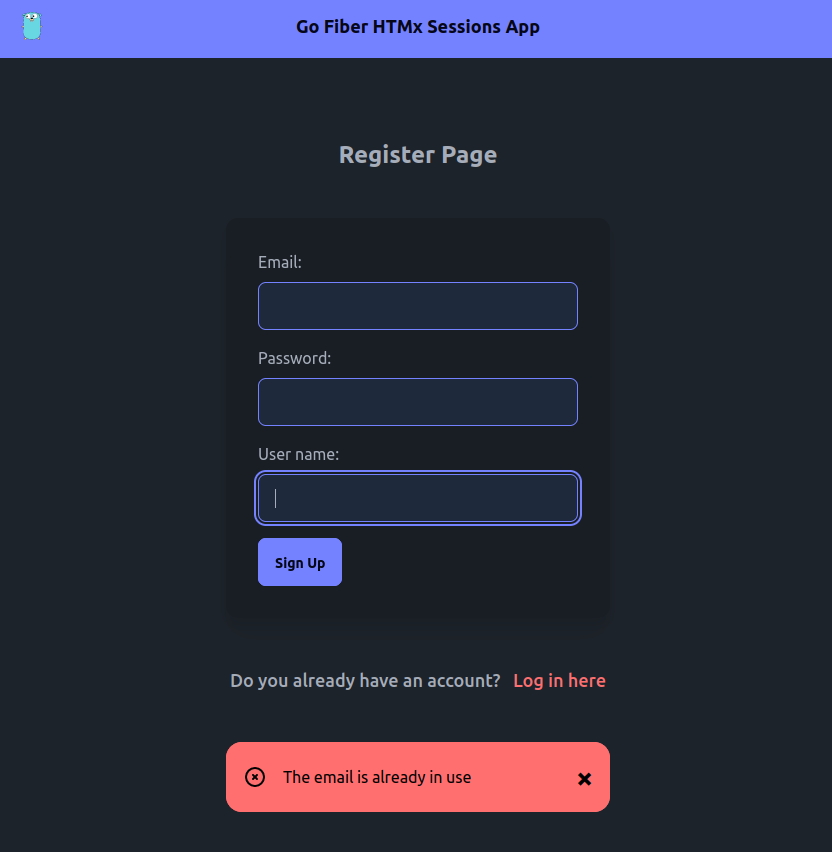 Go Fiber HTMx Sessions App
Register Page
Email:
Password:
User name:
Sign Up
Do you already have an account? Log in here
The email is already in use